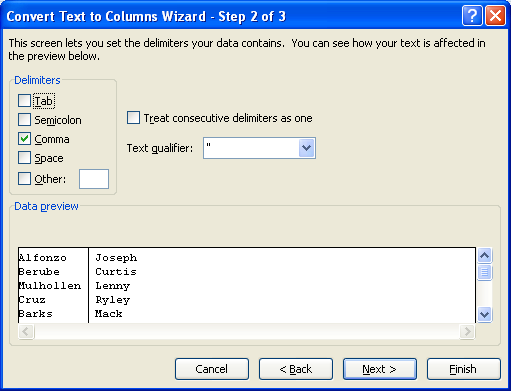 Convert Text to Columns Wizard - Step 2 of 3
This screen lets you set the delimiters your data contains. You can see how your text is affected in
the preview below.
Delimiters
Tab
Semicolon
Comma
Space
Other:
Treat consecutive delimiters as one
Text qualifier: "
Data preview
Alfonzo Joseph
Berube Curtis
Mulhollen Lenny
Cruz Ryley
Barks Mack
Cancel < Back Next > Finish